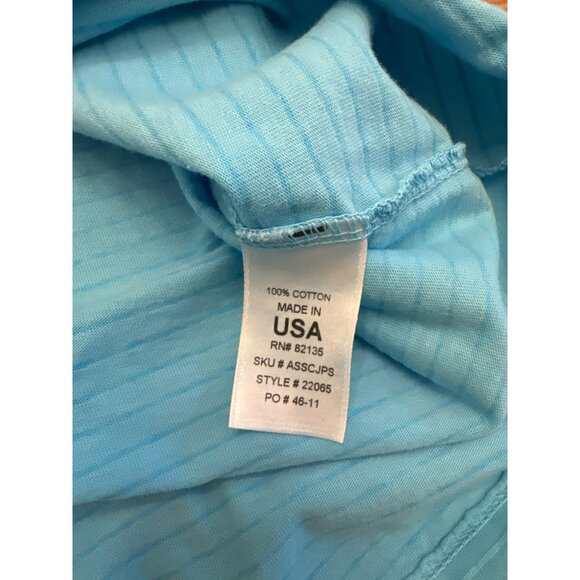 100% COTTON
MADE IN
USA
RN# 82135
SKU # ASSCJPS
STYLE # 22065
PO # 46-11